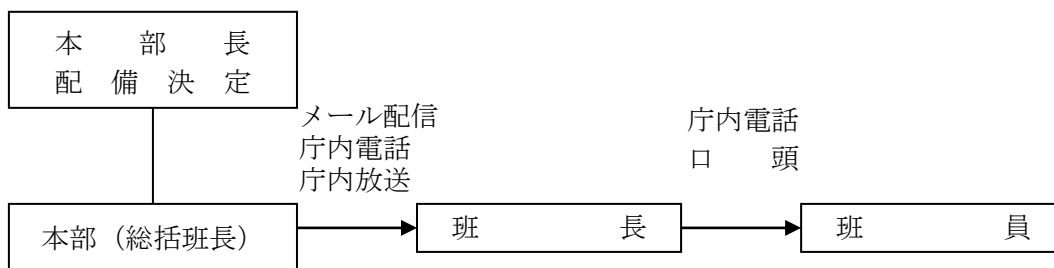 本部長
配備決定
メール配信
庁内電話
庁内放送
庁内電話
口頭
本部（総括班長）
班長
班員